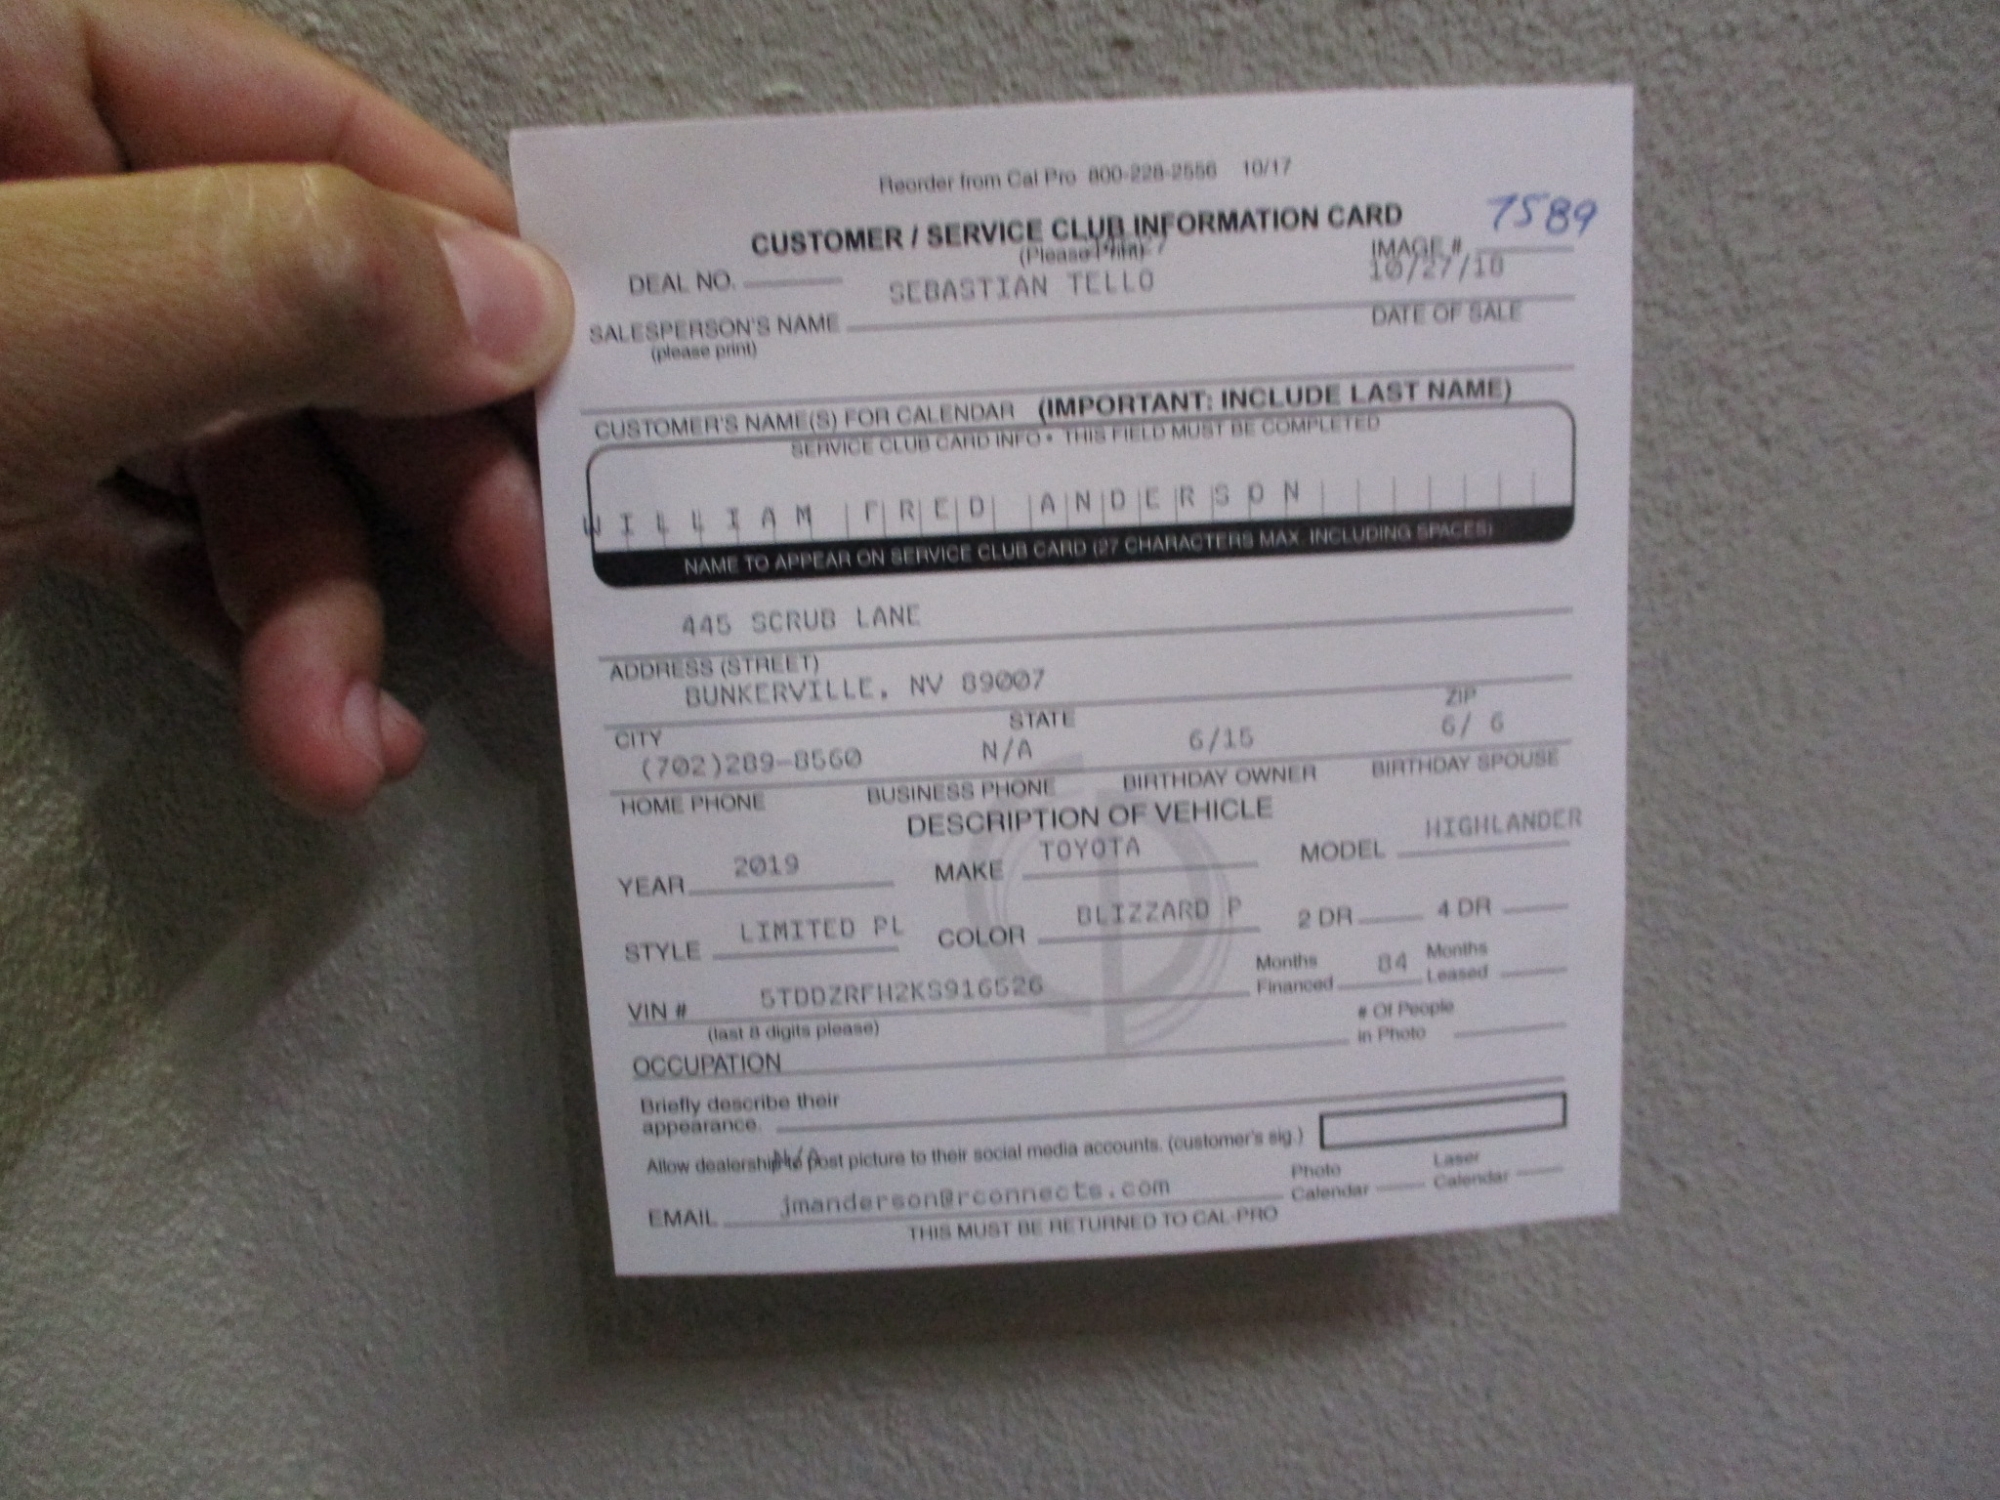 Reorder from Cal Pro 800-228-2556 10/17
CUSTOMER / SERVICE CLUB INFORMATION CARD
7589
(Please Print)
IMAGE #
DEAL NO.
SEBASTIAN TELLO
10/27/18
SALESPERSON'S NAME
DATE OF SALE
(please print)
CUSTOMER'S NAME(S) FOR CALENDAR (IMPORTANT: INCLUDE LAST NAME)
SERVICE CLUB CARD INFO • THIS FIELD MUST BE COMPLETED
WILLIAM FRED ANDERSON
NAME TO APPEAR ON SERVICE CLUB CARD (27 CHARACTERS MAX. INCLUDING SPACES)
445 SCRUB LANE
ADDRESS (STREET)
BUNKERVILLE, NV 89007
CITY STATE ZIP
(702)289-8560 N/A 6/15 6/ 6
HOME PHONE BUSINESS PHONE BIRTHDAY OWNER BIRTHDAY SPOUSE
DESCRIPTION OF VEHICLE
YEAR 2019 MAKE TOYOTA MODEL HIGHLANDER
STYLE LIMITED PL COLOR BLIZZARD P 2 DR 4 DR
VIN # 5TDDZRFH2KS916526 Months Financed 84 Months Leased
(last 8 digits please)
# Of People in Photo
OCCUPATION
Briefly describe their
appearance.
Allow dealership to post picture to their social media accounts. (customer's sig.)
EMAIL jmanderson@rconnects.com Photo Calendar Laser Calendar
THIS MUST BE RETURNED TO CAL-PRO